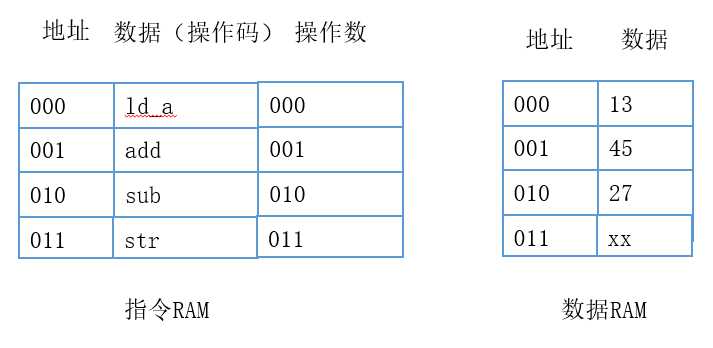 地址 数据（操作码） 操作数
000 ld_a 000
001 add 001
010 sub 010
011 str 011
指令RAM
地址 数据
000 13
001 45
010 27
011 xx
数据RAM